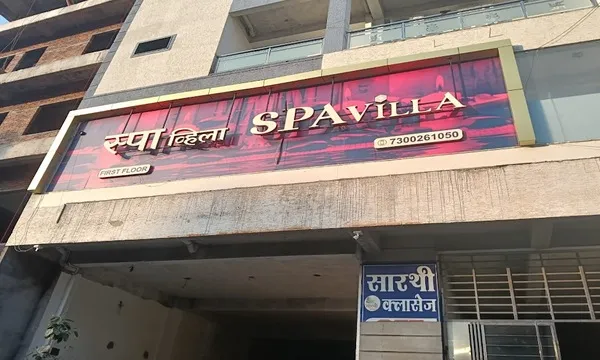 स्पा व्हिला SPAViLLA
FIRST FLOOR
7300261050
सारथी
क्लासेज